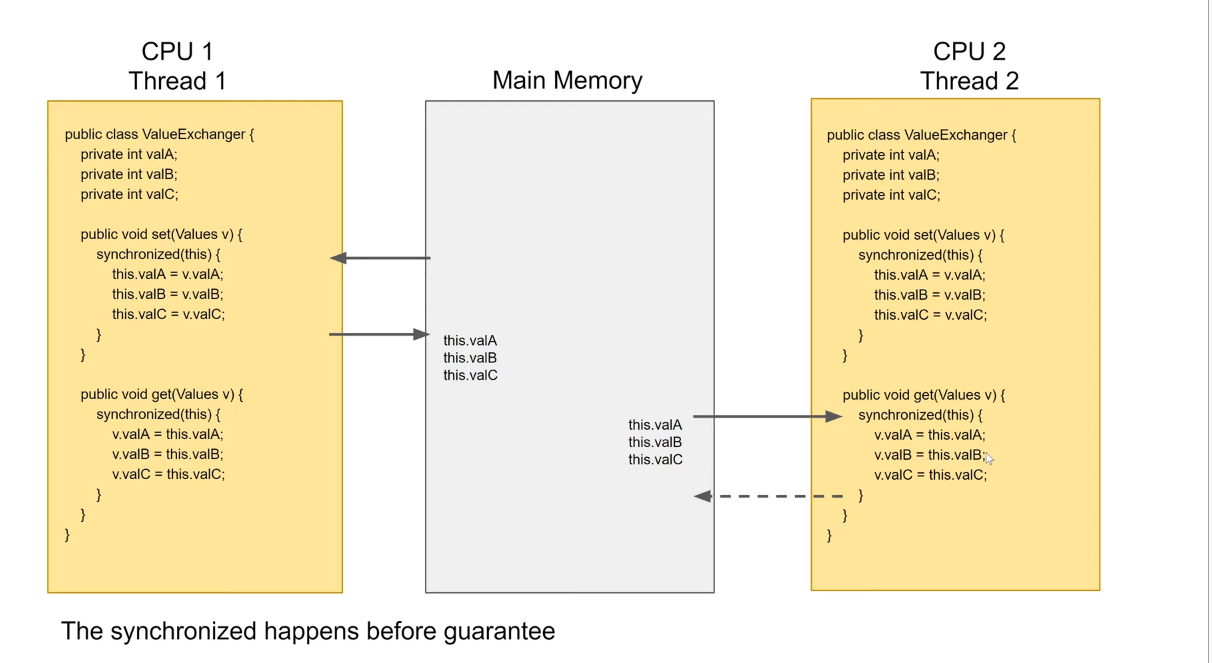 CPU 1
Thread 1
public class ValueExchanger {
private int valA;
private int valB;
private int valC;
public void set(Values v) {
synchronized(this) {
this.valA = v.valA;
this.valB = v.valB;
this.valC = v.valC;
}
}
public void get(Values v) {
synchronized(this) {
v.valA = this.valA;
v.valB = this.valB;
v.valC = this.valC;
}
}
}
Main Memory
this.valA
this.valB
this.valC
this.valA
this.valB
this.valC
CPU 2
Thread 2
public class ValueExchanger {
private int valA;
private int valB;
private int valC;
public void set(Values v) {
synchronized(this) {
this.valA = v.valA;
this.valB = v.valB;
this.valC = v.valC;
}
}
public void get(Values v) {
synchronized(this) {
v.valA = this.valA;
v.valB = this.valB;
v.valC = this.valC;
}
}
}
The synchronized happens before guarantee